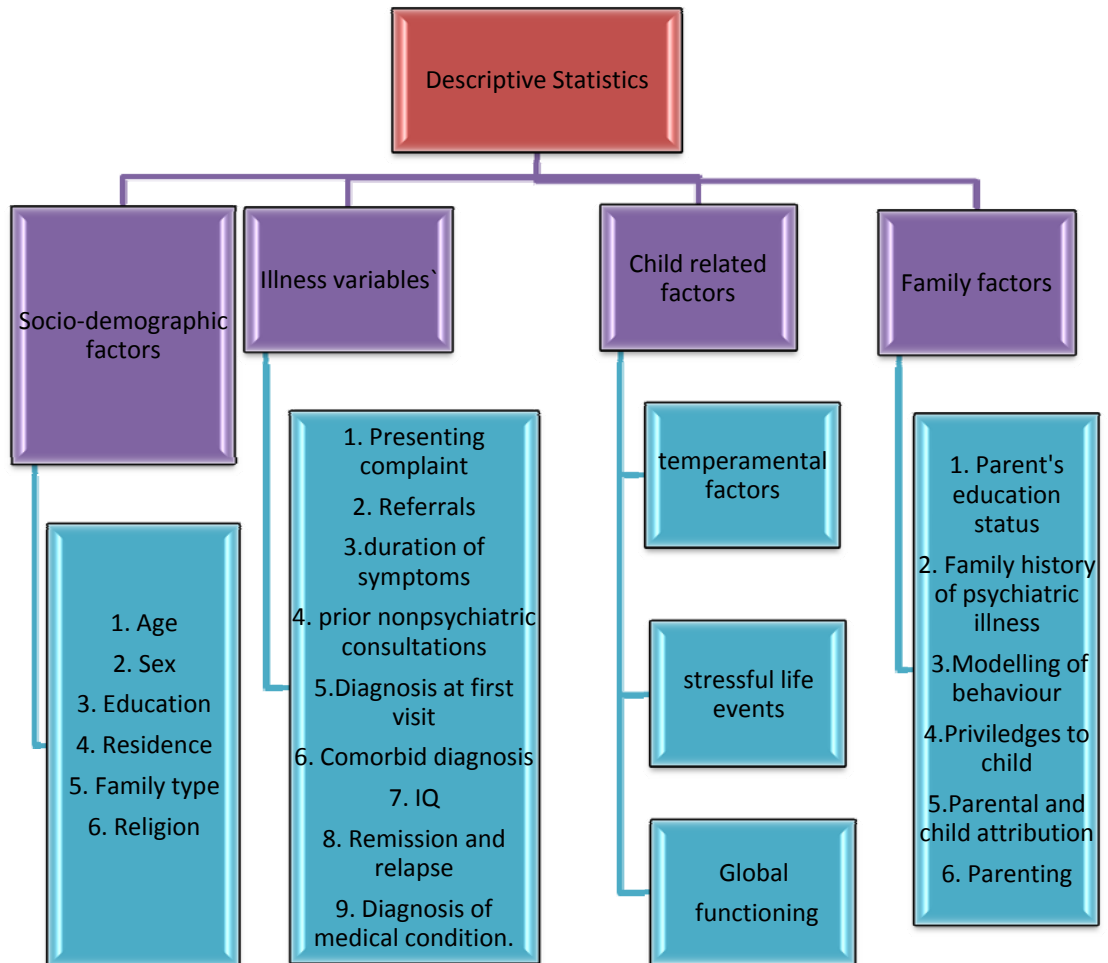 Descriptive Statistics
Socio-demographic
factors
Illness variables`
Child related
factors
Family factors
1. Age
2. Sex
3. Education
4. Residence
5. Family type
6. Religion
1. Presenting
complaint
2. Referrals
3.duration of
symptoms
4. prior nonpsychiatric
consultations
5.Diagnosis at first
visit
6. Comorbid diagnosis
7. IQ
8. Remission and
relapse
9. Diagnosis of
medical condition.
temperamental
factors
stressful life
events
Global
functioning
1. Parent's
education
status
2. Family history
of psychiatric
illness
3.Modelling of
behaviour
4.Priviledges to
child
5.Parental and
child attribution
6. Parenting